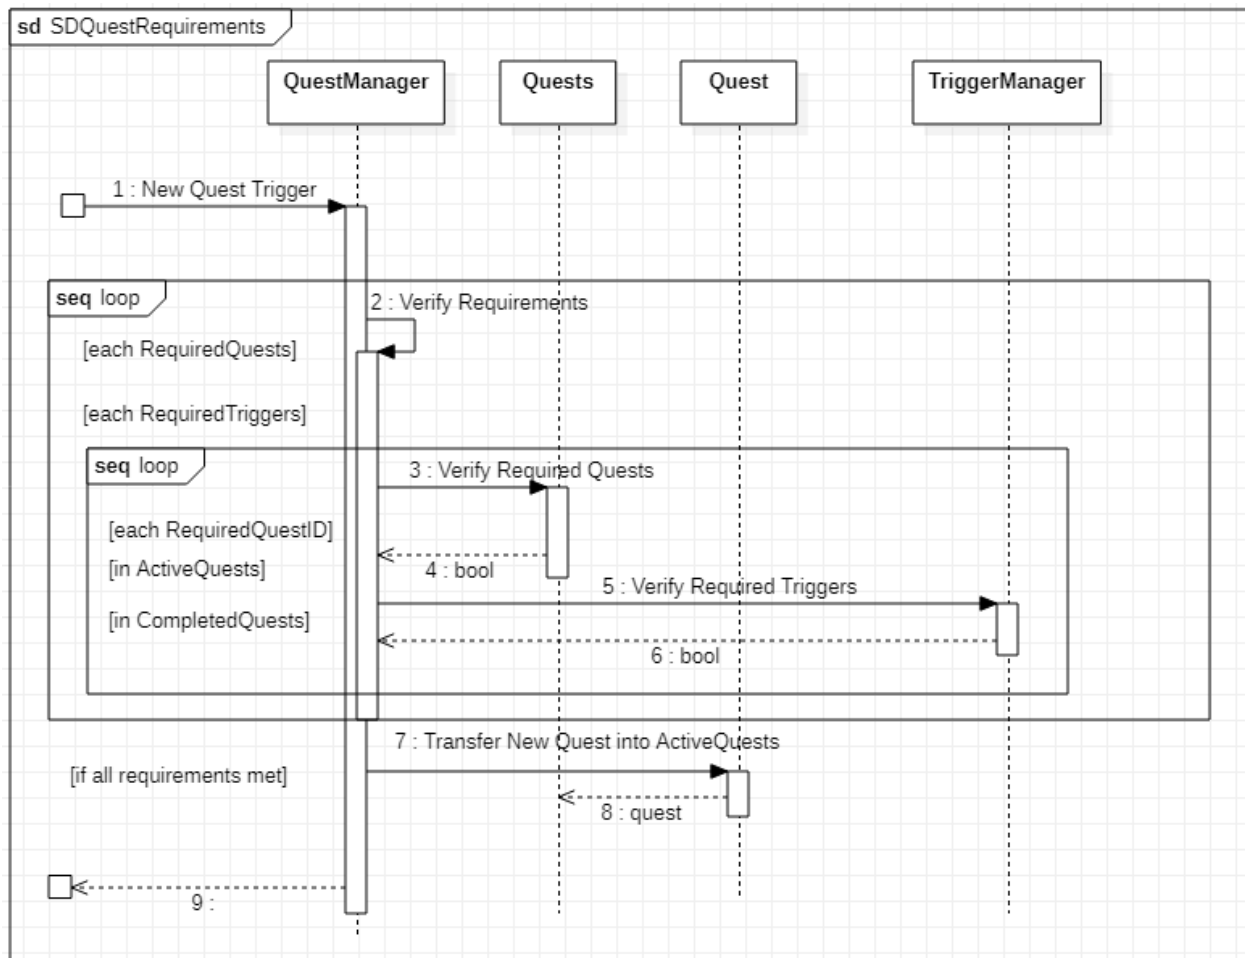 sd SDQuestRequirements
QuestManager
Quests
Quest
TriggerManager
1 : New Quest Trigger
seq loop
2 : Verify Requirements
[each RequiredQuests]
[each RequiredTriggers]
seq loop
3 : Verify Required Quests
[each RequiredQuestID]
[in ActiveQuests]
4 : bool
5 : Verify Required Triggers
[in CompletedQuests]
6 : bool
7 : Transfer New Quest into ActiveQuests
[if all requirements met]
8 : quest
9 :